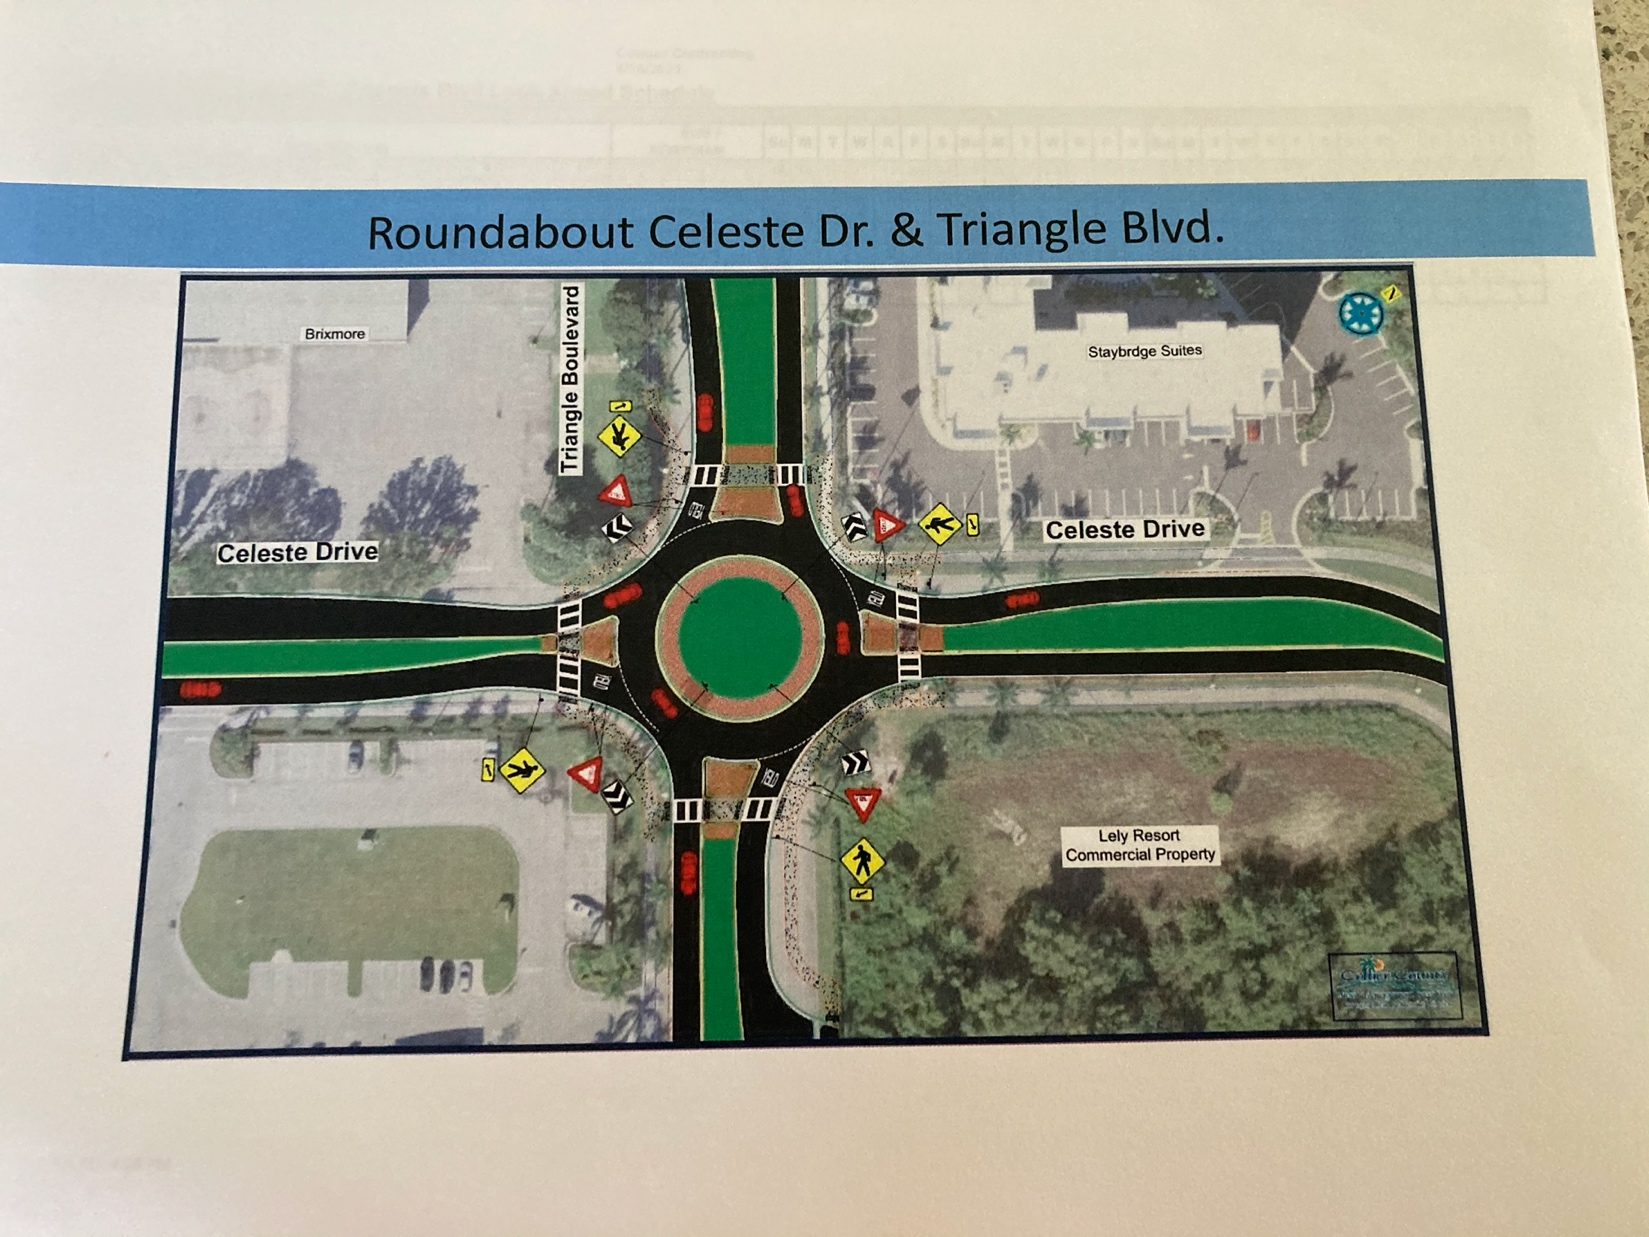 Roundabout Celeste Dr. & Triangle Blvd.
Brixmore
Triangle Boulevard
Staybrdge Suites
N
Celeste Drive
Celeste Drive
Lely Resort
Commercial Property